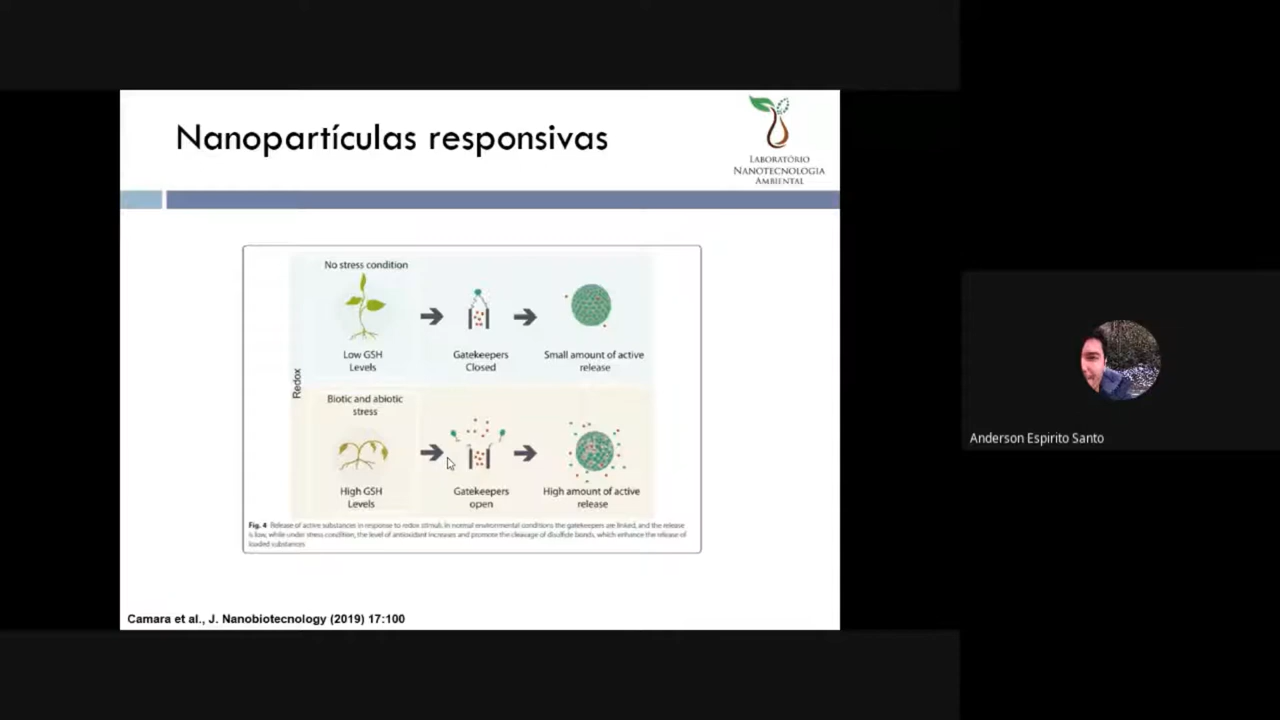 Nanopartículas responsivas
LABORATÓRIO
NANOTECNOLOGIA
AMBIENTAL
Redox
No stress condition
Low GSH
Levels
Gatekeepers
Closed
Small amount of active
release
Biotic and abiotic
stress
High GSH
Levels
Gatekeepers
open
High amount of active
release
Fig. 4 Release of active substances in response to redox stimuli, in normal environmental conditions the gatekeepers are linked, and the release
is low, while under stress condition, the level of antioxidant increases and promote the cleavage of disulfide bonds, which enhance the release of
loaded substances
Camara et al., J. Nanobiotecnology (2019) 17:100
Anderson Espirito Santo